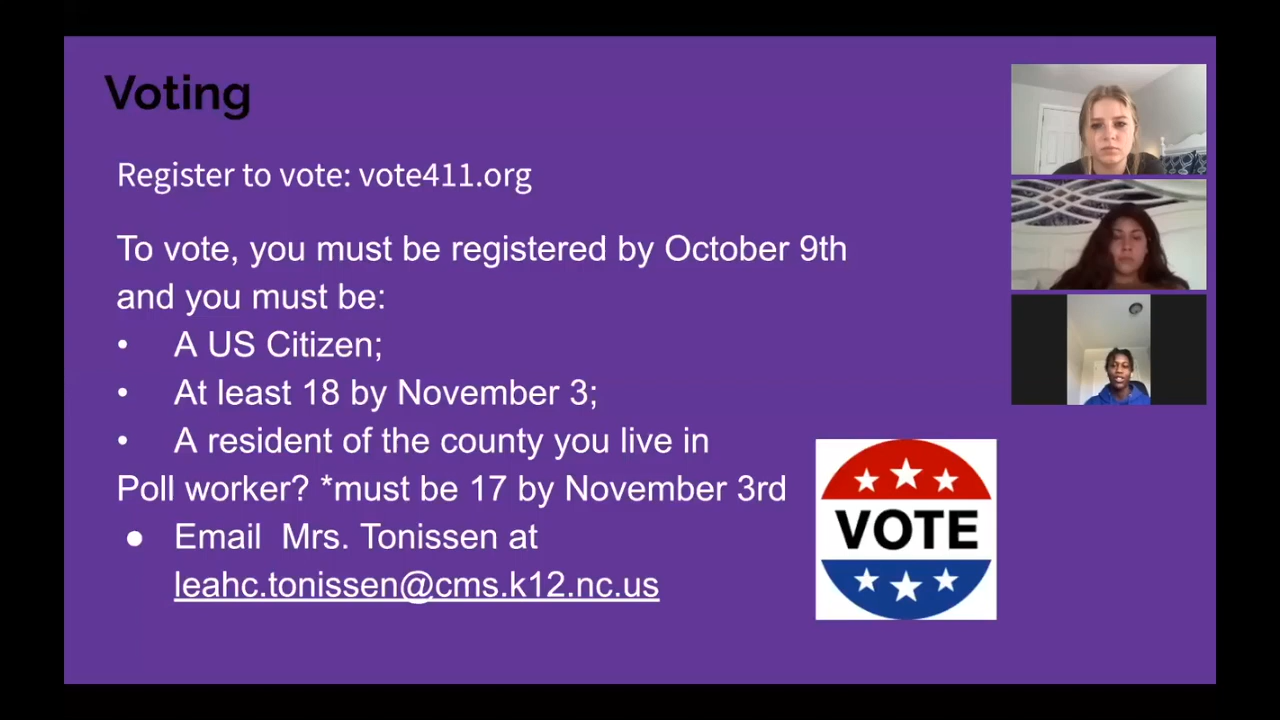 Voting
Register to vote: vote411.org
To vote, you must be registered by October 9th
and you must be:
• A US Citizen;
• At least 18 by November 3;
• A resident of the county you live in
Poll worker? *must be 17 by November 3rd
● Email  Mrs. Tonissen at
leahc.tonissen@cms.k12.nc.us
VOTE